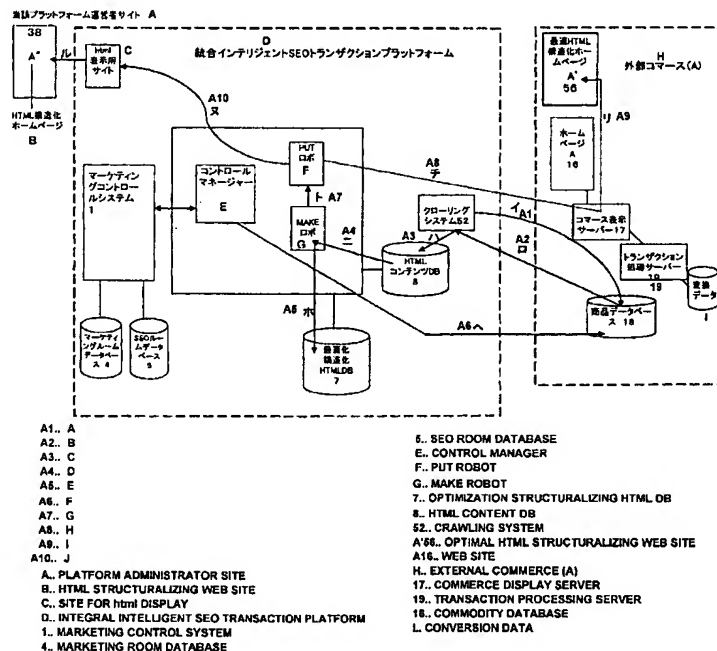 当該プラットフォーム運営者サイト A
38
A"
HTML構造化
ホームページ
B
ル
html
表示用
サイト
C
D
統合インテリジェントSEOトランザクションプラットフォーム
A10
ヌ
マーケティ
ングコントロ
ールシステム
1
コントロール
マネージャー
E
PUT
ロボ
F
ト A7
MAKE
ロボ
G
A4
ニ
A3
ハ
クローリング
システム52
HTML
コンテンツDB
8
A5 ホ
最適化
構造化
HTMLDB
7
マーケティ
ングルーム
データベース 4
SEOルーム
データ
ベース
5
A8
チ
イ
A1
A2
ロ
A6 ヘ
H
外部コマース(A)
最適HTML
構造化ホー
ムページ
A'
56
リ A9
ホーム
ページ
A
16
コマース表示
サーバー17
トランザクション
処理サーバー
19
商品データベース 18
変換
データ
A1.. A
A2.. B
A3.. C
A4.. D
A5.. E
A6.. F
A7.. G
A8.. H
A9.. I
A10.. J
A.. PLATFORM ADMINISTRATOR SITE
B.. HTML STRUCTURALIZING WEB SITE
C.. SITE FOR html DISPLAY
D.. INTEGRAL INTELLIGENT SEO TRANSACTION PLATFORM
1.. MARKETING CONTROL SYSTEM
4.. MARKETING ROOM DATABASE
5.. SEO ROOM DATABASE
E.. CONTROL MANAGER
F.. PUT ROBOT
G.. MAKE ROBOT
7.. OPTIMIZATION STRUCTURALIZING HTML DB
8.. HTML CONTENT DB
52.. CRAWLING SYSTEM
A'56.. OPTIMAL HTML STRUCTURALIZING WEB SITE
A16.. WEB SITE
H.. EXTERNAL COMMERCE (A)
17.. COMMERCE DISPLAY SERVER
19.. TRANSACTION PROCESSING SERVER
18.. COMMODITY DATABASE
I.. CONVERSION DATA